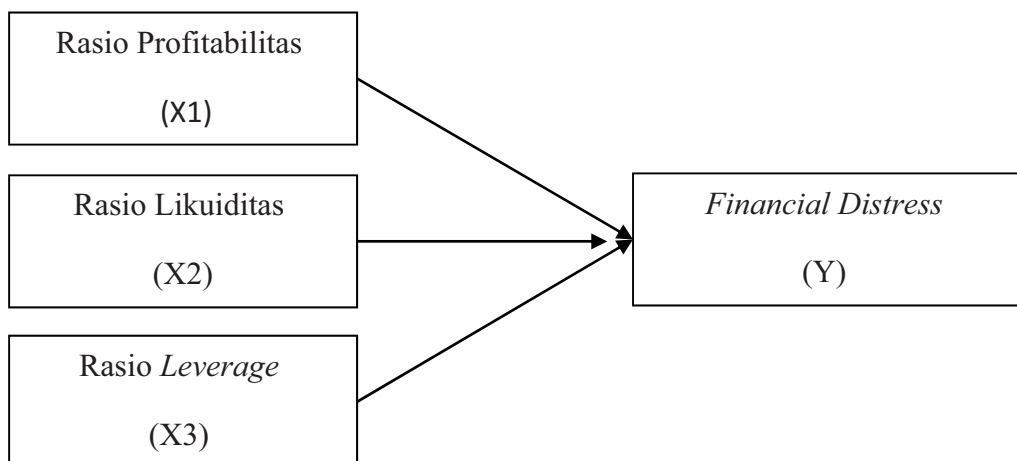 Rasio Profitabilitas
(X1)
Rasio Likuiditas
(X2)
Rasio Leverage
(X3)
Financial Distress
(Y)